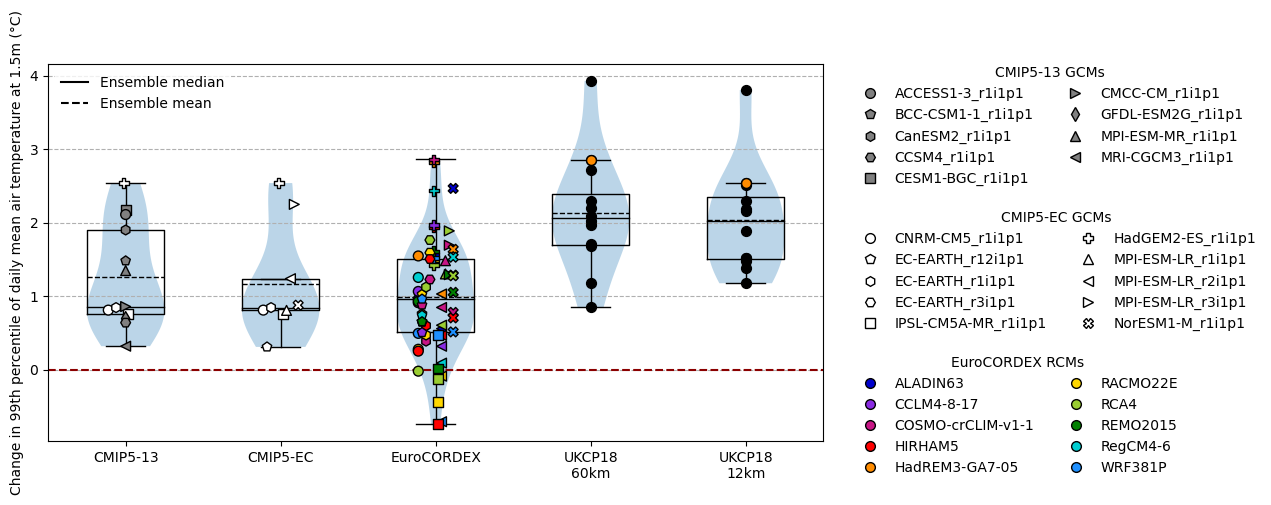 Change in 99th percentile of daily mean air temperature at 1.5m (°C)
4
3
2
1
0
Ensemble median
Ensemble mean
CMIP5-13
CMIP5-EC
EuroCORDEX
UKCP18
60km
UKCP18
12km
CMIP5-13 GCMs
ACCESS1-3_r1i1p1
BCC-CSM1-1_r1i1p1
CanESM2_r1i1p1
CCSM4_r1i1p1
CESM1-BGC_r1i1p1
CMCC-CM_r1i1p1
GFDL-ESM2G_r1i1p1
MPI-ESM-MR_r1i1p1
MRI-CGCM3_r1i1p1
CMIP5-EC GCMs
CNRM-CM5_r1i1p1
EC-EARTH_r12i1p1
EC-EARTH_r1i1p1
EC-EARTH_r3i1p1
IPSL-CM5A-MR_r1i1p1
HadGEM2-ES_r1i1p1
MPI-ESM-LR_r1i1p1
MPI-ESM-LR_r2i1p1
MPI-ESM-LR_r3i1p1
NorESM1-M_r1i1p1
EuroCORDEX RCMs
ALADIN63
CCLM4-8-17
COSMO-crCLIM-v1-1
HIRHAM5
HadREM3-GA7-05
RACMO22E
RCA4
REMO2015
RegCM4-6
WRF381P